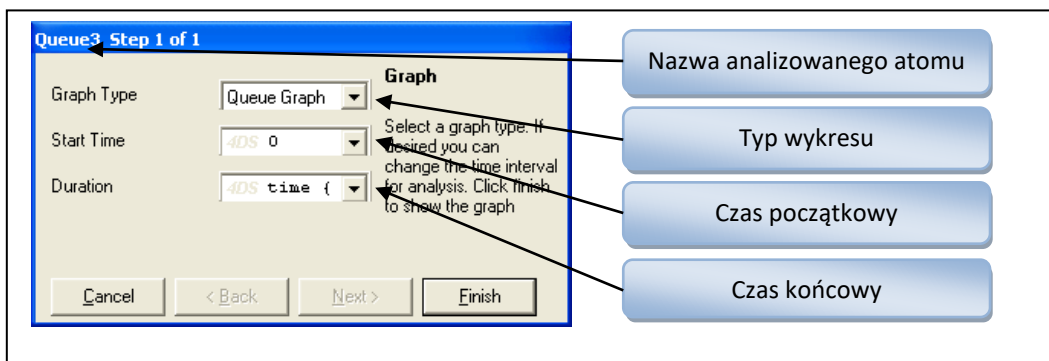 Queue3 Step 1 of 1
Graph Type
Queue Graph
Start Time
4DS 0
Duration
4DS time {
Graph
Select a graph type. If
desired you can
change the time interval
for analysis. Click finish
to show the graph
Cancel
< Back
Next >
Finish
Nazwa analizowanego atomu
Typ wykresu
Czas początkowy
Czas końcowy